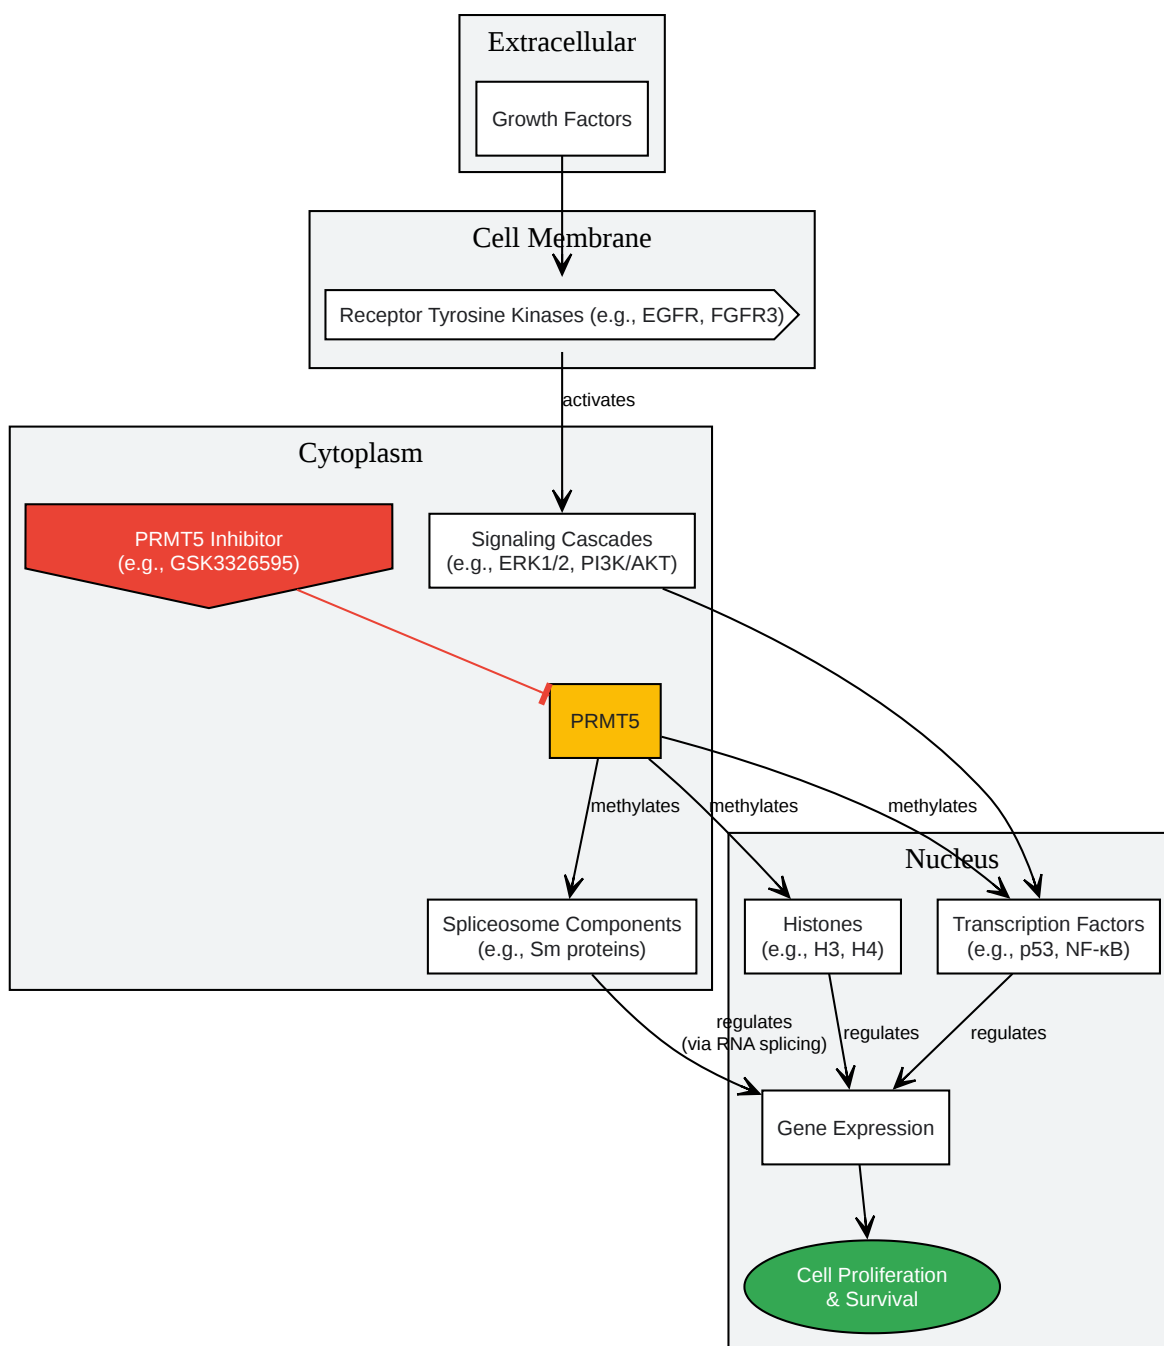 Extracellular
Growth Factors
Cell Membrane
Receptor Tyrosine Kinases (e.g., EGFR, FGFR3)
activates
Cytoplasm
PRMT5 Inhibitor
(e.g., GSK3326595)
Signaling Cascades
(e.g., ERK1/2, PI3K/AKT)
PRMT5
methylates
methylates
methylates
Nucleus
Spliceosome Components
(e.g., Sm proteins)
Histones
(e.g., H3, H4)
Transcription Factors
(e.g., p53, NF-κB)
regulates
(via RNA splicing)
regulates
regulates
Gene Expression
Cell Proliferation
& Survival